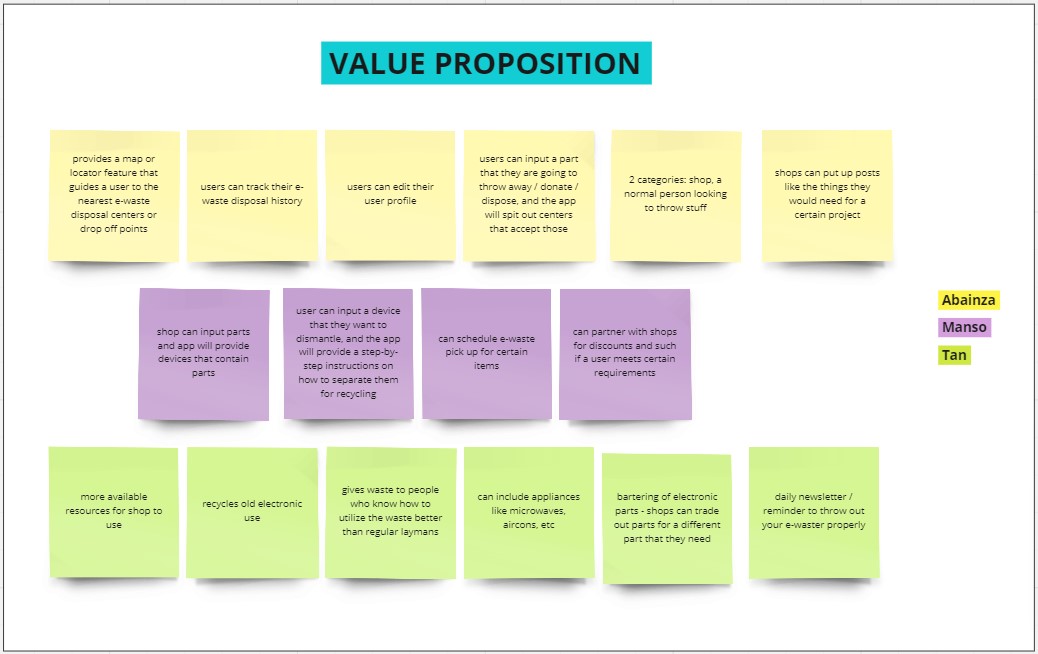 VALUE PROPOSITION
provides a map or
locator feature that
guides a user to the
nearest e-waste
disposal centers or
drop off points
users can track their e-
waste disposal history
users can edit their
user profile
users can input a part
that they are going to
throw away / donate /
dispose, and the app
will spit out centers
that accept those
2 categories: shop, a
normal person looking
to throw stuff
shops can put up posts
like the things they
would need for a
certain project
shop can input parts
and app will provide
devices that contain
parts
user can input a device
that they want to
dismantle, and the app
will provide a step-by-
step instructions on
how to separate them
for recycling
can schedule e-waste
pick up for certain
items
can partner with shops
for discounts and such
if a user meets certain
requirements
Abainza
Manso
Tan
more available
resources for shop to
use
recycles old electronic
use
gives waste to people
who know how to
utilize the waste better
than regular laymans
can include appliances
like microwaves,
aircons, etc
bartering of electronic
parts - shops can trade
out parts for a different
part that they need
daily newsletter /
reminder to throw out
your e-waster properly